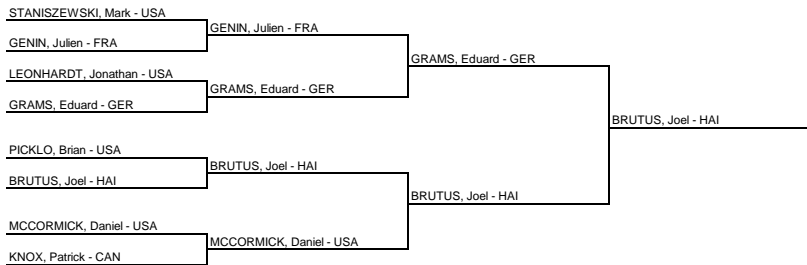 STANISZEWSKI, Mark - USA
GENIN, Julien - FRA
GENIN, Julien - FRA
GRAMS, Eduard - GER
LEONHARDT, Jonathan - USA
GRAMS, Eduard - GER
GRAMS, Eduard - GER
BRUTUS, Joel - HAI
PICKLO, Brian - USA
BRUTUS, Joel - HAI
BRUTUS, Joel - HAI
BRUTUS, Joel - HAI
MCCORMICK, Daniel - USA
MCCORMICK, Daniel - USA
KNOX, Patrick - CAN